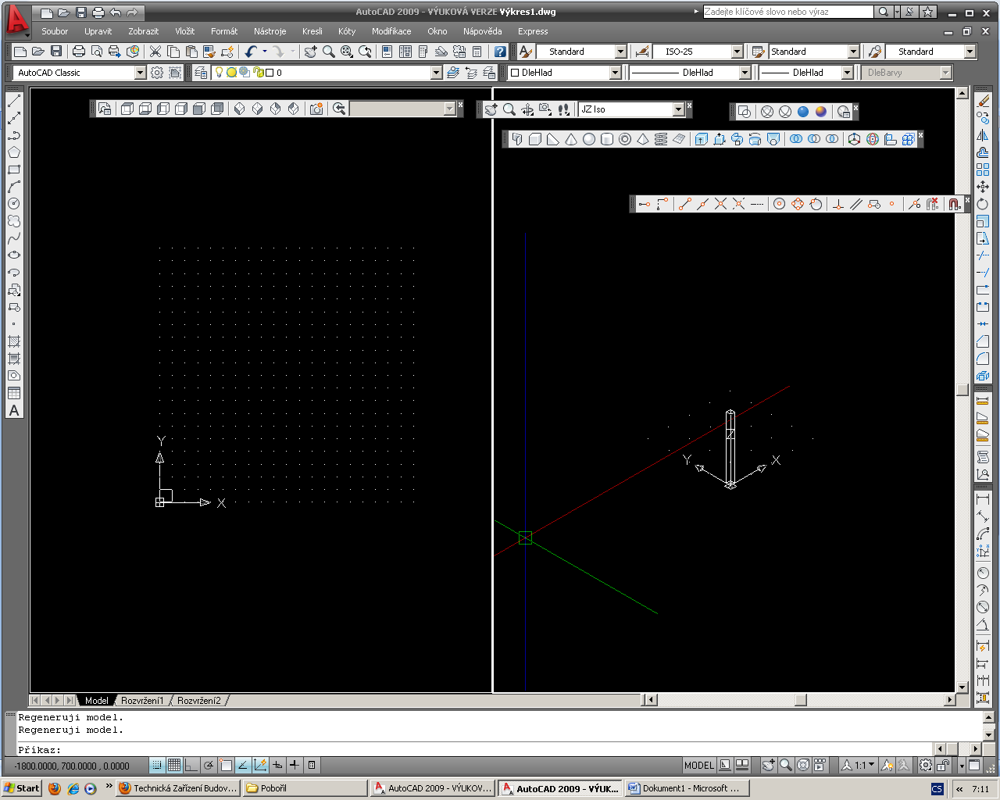 AutoCAD 2009 - VÝUKOVÁ VERZE Výkres1.dwg
Zadejte klíčové slovo nebo výraz
Soubor Upravit Zobrazit Vložit Formát Nástroje Kresli Kóty Modifikace Okno Nápověda Express
Standard ISO-25 Standard Standard
AutoCAD Classic 0 DleHlad DleHlad DleHlad DleBarvy
JZ Iso
Y
X
Y
Z
X
A
Model Rozvržení1 Rozvržení2
Regeneruji model.
Regeneruji model.
Příkaz:
-1800.0000, 700.0000 , 0.0000 MODEL 1:1
Start Technická Zařízení Budov... Pobořil AutoCAD 2009 - VÝUKOV... AutoCAD 2009 - VÝUK... Dokument1 - Microsoft ... CS 7:11